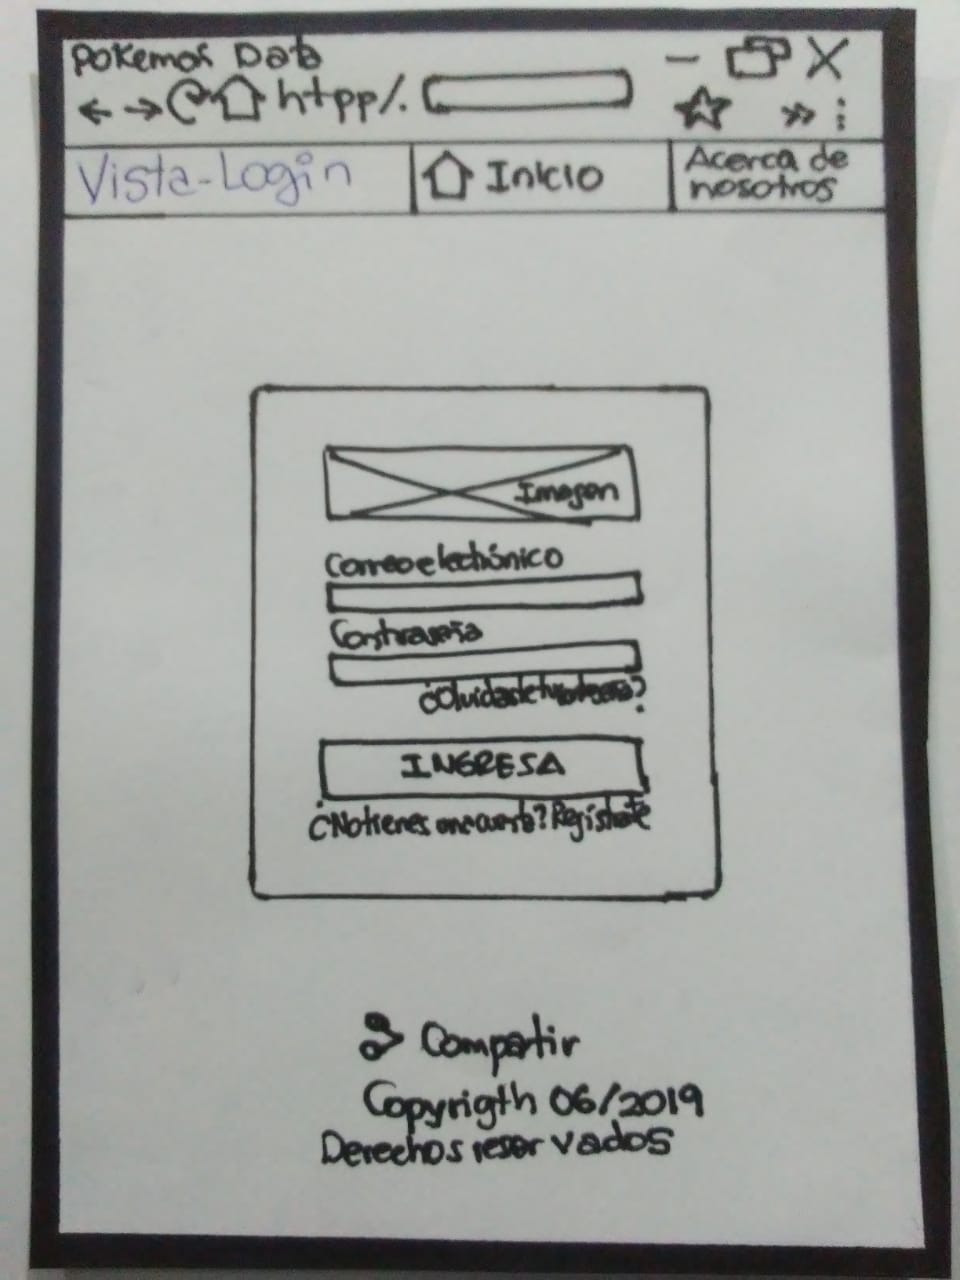 Pokemos Data
htpp/.
Vista-Login
Inicio
Acerca de
nosotros
Imagen
Correo electrónico
Contraseña
¿Olvidaste tu contraseña?
INGRESA
¿No tienes una cuenta? Regístrate
Compartir
Copyrigth 06/2019
Derechos reservados